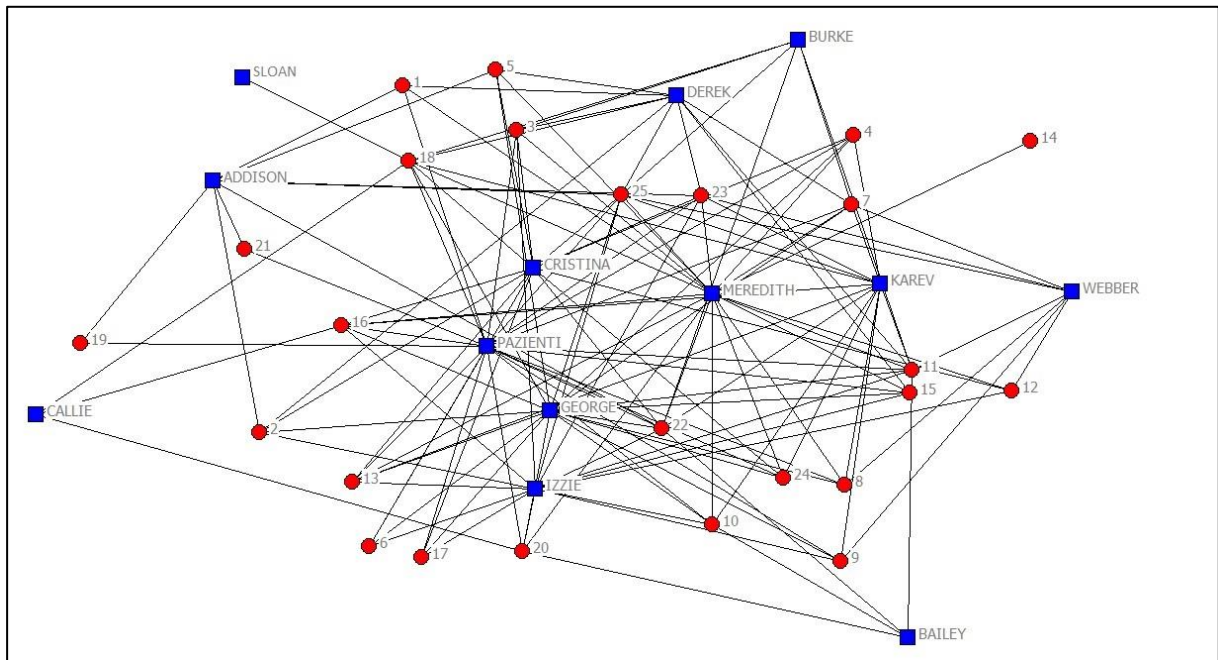 BURKE
SLOAN
5
1
DEREK
3
4
14
18
ADDISON
25
23
7
21
CRISTINA
MEREDITH
KAREV
WEBBER
16
19
PAZIENTI
11
15
12
CALLIE
GEORGE
2
22
13
24
8
IZZIE
10
6
17
20
9
BAILEY